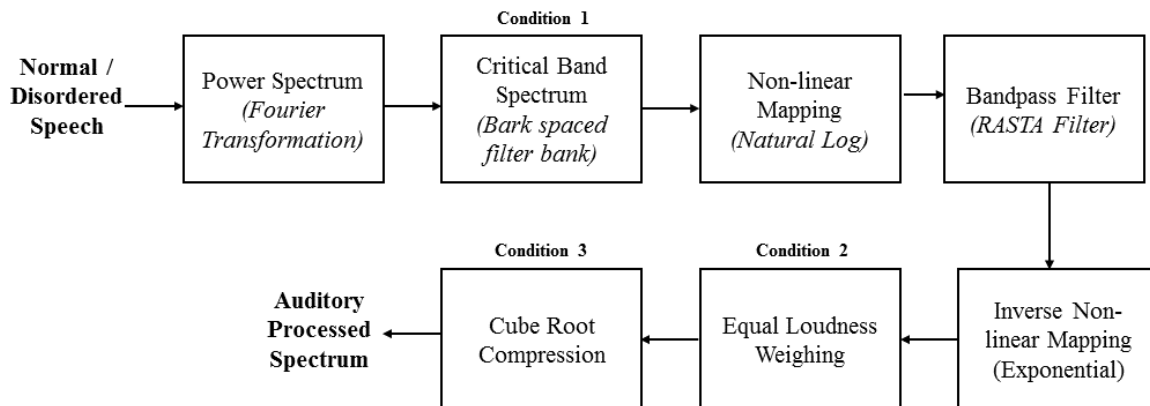 Condition 1
Normal /
Disordered
Speech
Power Spectrum
(Fourier
Transformation)
Critical Band
Spectrum
(Bark spaced
filter bank)
Non-linear
Mapping
(Natural Log)
Bandpass Filter
(RASTA Filter)
Condition 3
Condition 2
Auditory
Processed
Spectrum
Cube Root
Compression
Equal Loudness
Weighing
Inverse Non-
linear Mapping
(Exponential)